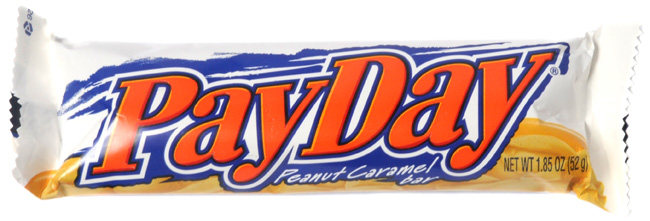 PayDay®
Peanut Caramel
bar
NET WT 1.85 OZ (52 g)